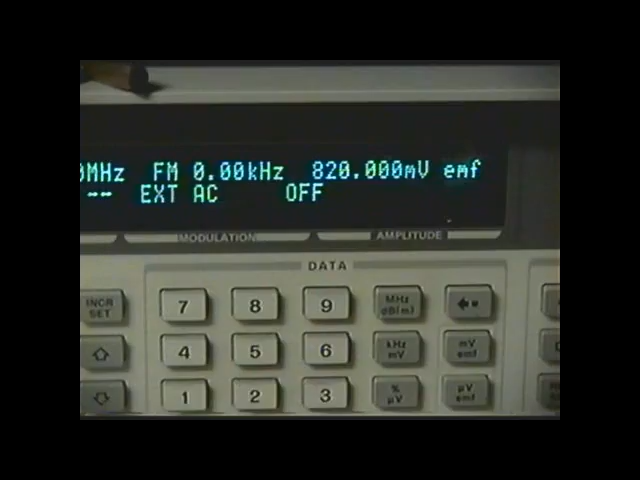 0MHz FM 0.00kHz 820.000mV emf
-- EXT AC OFF
MODULATION AMPLITUDE
DATA
INCR SET 7 8 9 MHz dB(m)
4 5 6 kHz mV mV emf
1 2 3 % µV µV emf